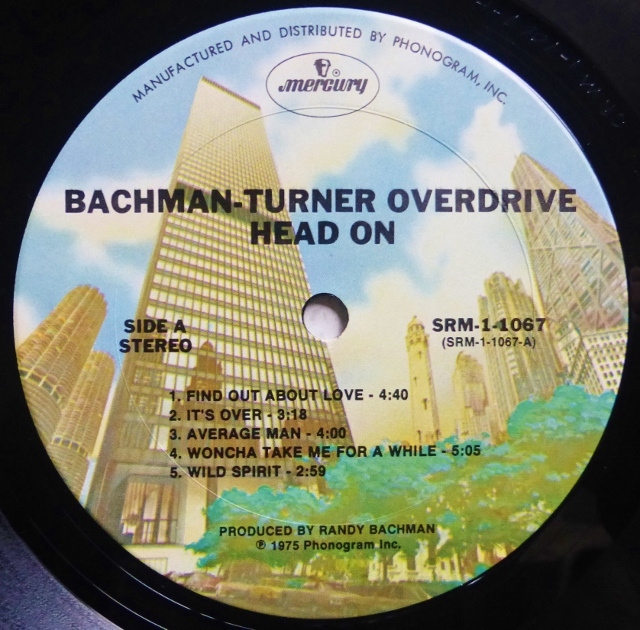 MANUFACTURED AND DISTRIBUTED BY PHONOGRAM, INC.
mercury
BACHMAN-TURNER OVERDRIVE
HEAD ON
SIDE A
STEREO
SRM-1-1067
(SRM-1-1067-A)
1. FIND OUT ABOUT LOVE - 4:40
2. IT'S OVER - 3:18
3. AVERAGE MAN - 4:00
4. WONCHA TAKE ME FOR A WHILE - 5:05
5. WILD SPIRIT - 2:59
PRODUCED BY RANDY BACHMAN
℗ 1975 Phonogram Inc.